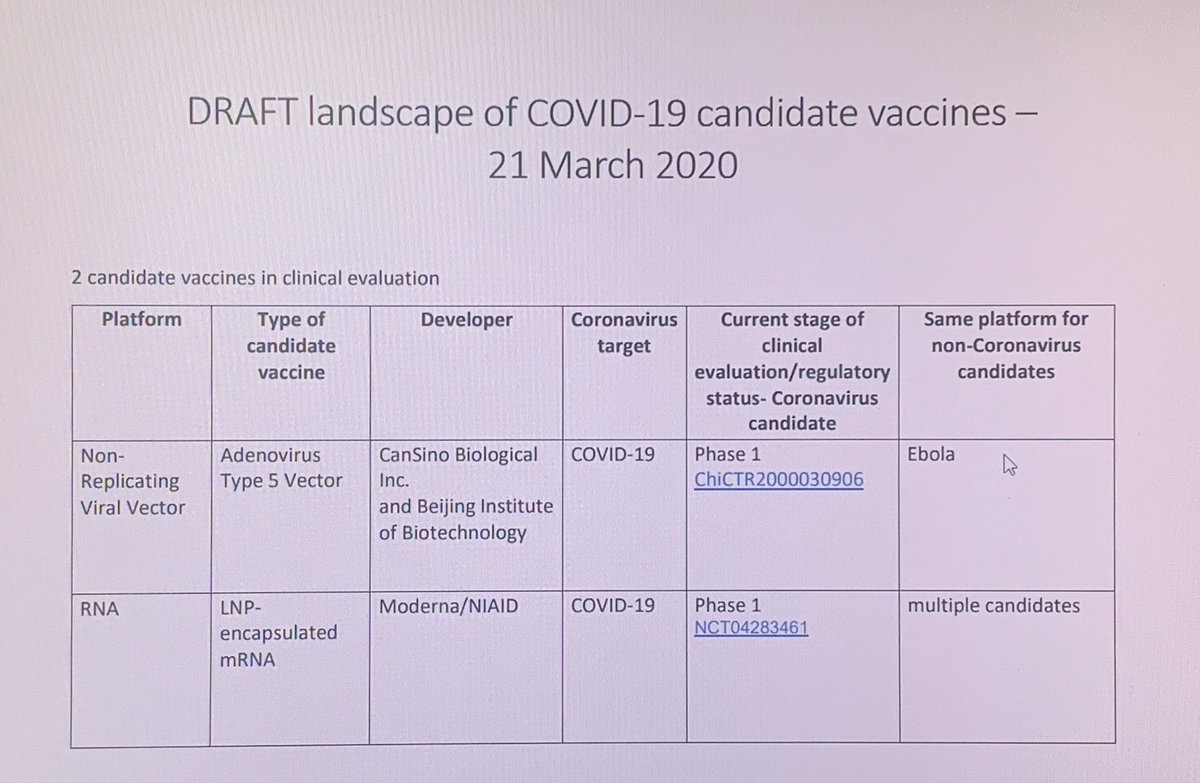 DRAFT landscape of COVID-19 candidate vaccines –
21 March 2020
2 candidate vaccines in clinical evaluation
Platform
Type of
candidate
vaccine
Developer
Coronavirus
target
Current stage of
clinical
evaluation/regulatory
status- Coronavirus
candidate
Same platform for
non-Coronavirus
candidates
Non-
Replicating
Viral Vector
Adenovirus
Type 5 Vector
CanSino Biological
Inc.
and Beijing Institute
of Biotechnology
COVID-19
Phase 1
ChiCTR2000030906
Ebola
RNA
LNP-
encapsulated
mRNA
Moderna/NIAID
COVID-19
Phase 1
NCT04283461
multiple candidates